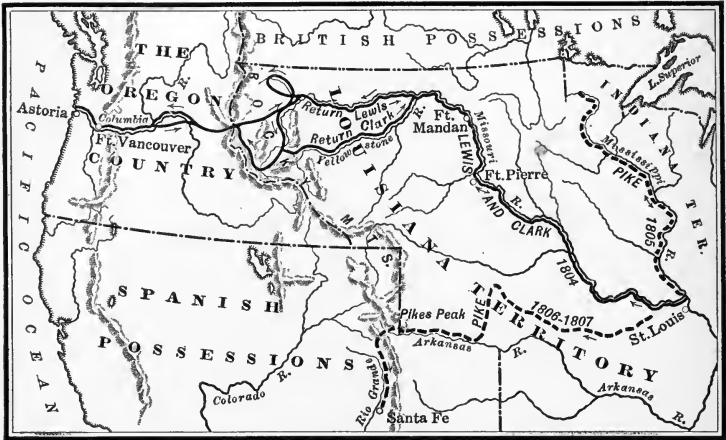 BRITISH POSSESSIONS
THE
OREGON
COUNTRY
PACIFIC OCEAN
Astoria
Columbia
R.
Ft. Vancouver
ROCKY MTS.
Return Lewis
Return Clark
Yellowstone
R.
Ft.
Mandan
Missouri
R.
Ft. Pierre
LEWIS AND CLARK
1804
LOUISIANA
TERRITORY
L. Superior
INDIANA TER.
Mississippi
R.
PIKE 1805
St. Louis
1806-1807
PIKE
Pikes Peak
Arkansas
R.
Arkansas
R.
SPANISH
POSSESSIONS
Colorado R.
Rio Grande
Santa Fe